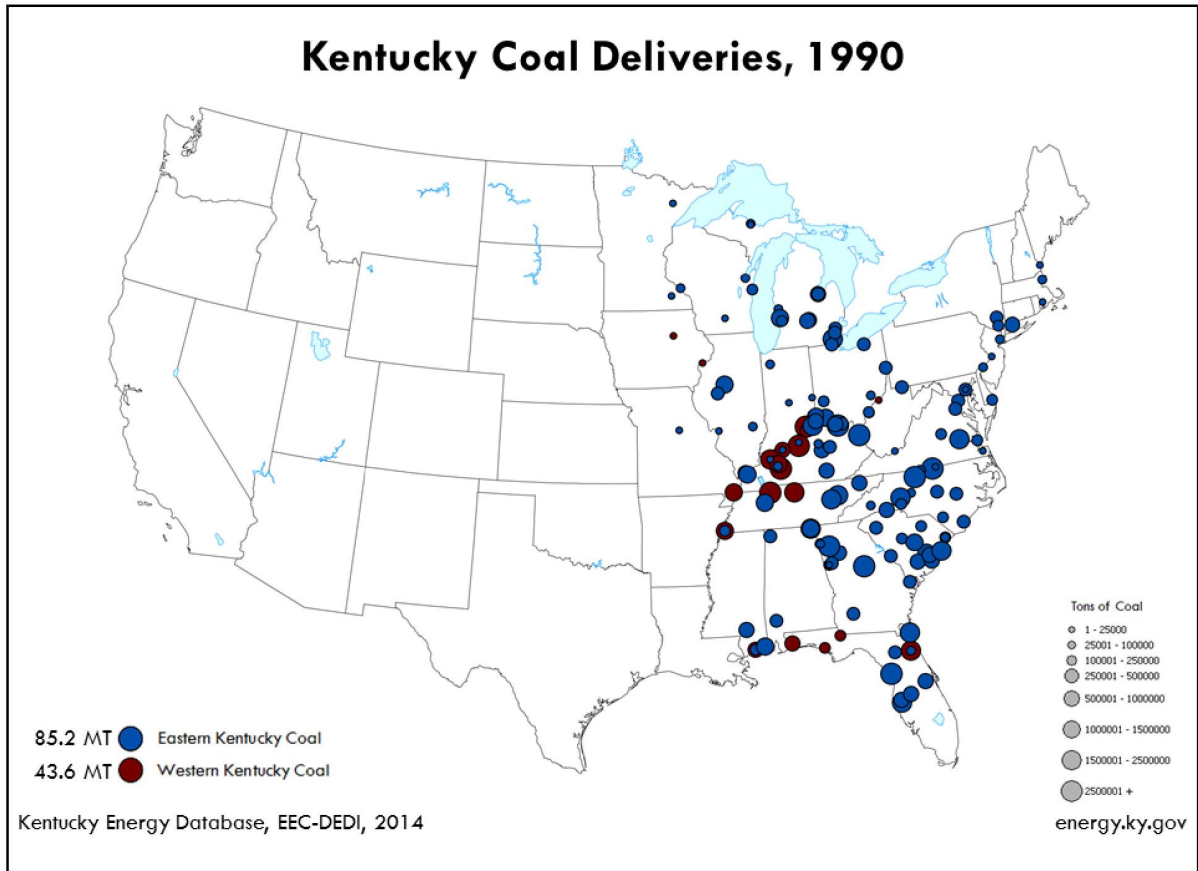 Kentucky Coal Deliveries, 1990
Tons of Coal
1 - 25000
25001 - 100000
100001 - 250000
250001 - 500000
500001 - 1000000
1000001 - 1500000
1500001 - 2500000
2500001 +
85.2 MT Eastern Kentucky Coal
43.6 MT Western Kentucky Coal
Kentucky Energy Database, EEC-DEDI, 2014
energy.ky.gov